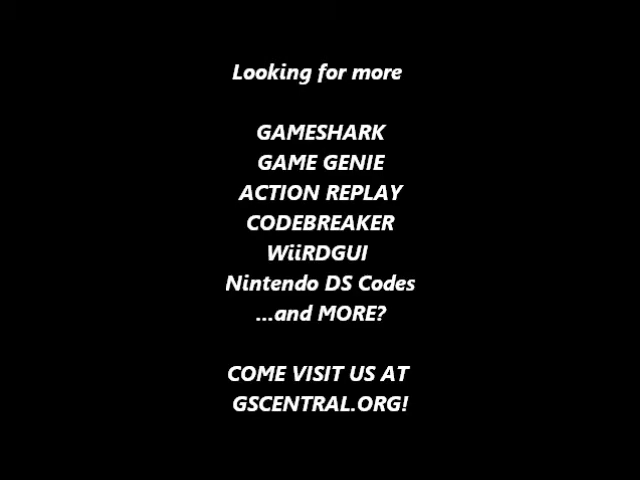 Looking for more
GAMESHARK
GAME GENIE
ACTION REPLAY
CODEBREAKER
WiiRDGUI
Nintendo DS Codes
...and MORE?
COME VISIT US AT
GSCENTRAL.ORG!